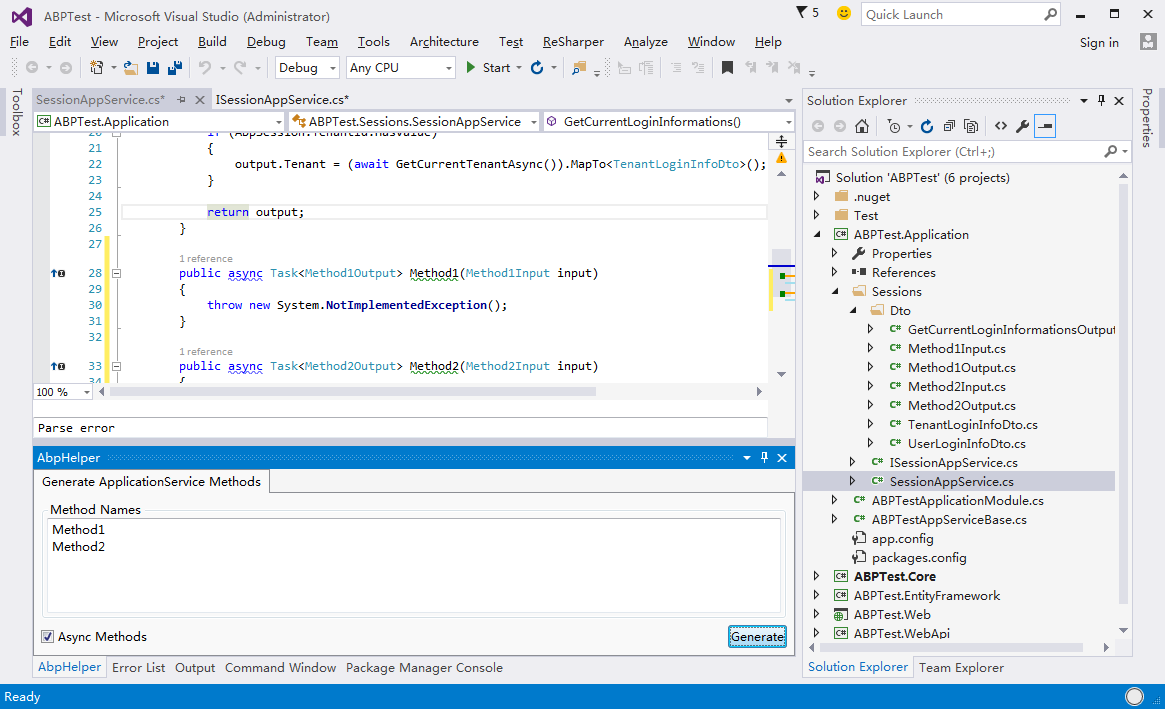 ABPTest - Microsoft Visual Studio (Administrator)
5
Quick Launch
File Edit View Project Build Debug Team Tools Architecture Test ReSharper Analyze Window Help
Sign in
Debug Any CPU Start
Toolbox
SessionAppService.cs* ISessionAppService.cs*
C# ABPTest.Application ABPTest.Sessions.SessionAppService GetCurrentLoginInformations()
20 if (AbpSession.TenantId.HasValue)
21 {
22 output.Tenant = (await GetCurrentTenantAsync()).MapTo<TenantLoginInfoDto>();
23 }
24
25 return output;
26 }
27
1 reference
28 public async Task<Method1Output> Method1(Method1Input input)
29 {
30 throw new System.NotImplementedException();
31 }
32
1 reference
33 public async Task<Method2Output> Method2(Method2Input input)
34 {
100 %
Parse error
AbpHelper
Generate ApplicationService Methods
Method Names
Method1
Method2
Async Methods
Generate
AbpHelper Error List Output Command Window Package Manager Console
Solution Explorer
Search Solution Explorer (Ctrl+;)
Solution 'ABPTest' (6 projects)
.nuget
Test
C# ABPTest.Application
Properties
References
Sessions
Dto
C# GetCurrentLoginInformationsOutput
C# Method1Input.cs
C# Method1Output.cs
C# Method2Input.cs
C# Method2Output.cs
C# TenantLoginInfoDto.cs
C# UserLoginInfoDto.cs
C# ISessionAppService.cs
C# SessionAppService.cs
C# ABPTestApplicationModule.cs
C# ABPTestAppServiceBase.cs
app.config
packages.config
C# ABPTest.Core
C# ABPTest.EntityFramework
ABPTest.Web
C# ABPTest.WebApi
Solution Explorer Team Explorer
Properties
Ready